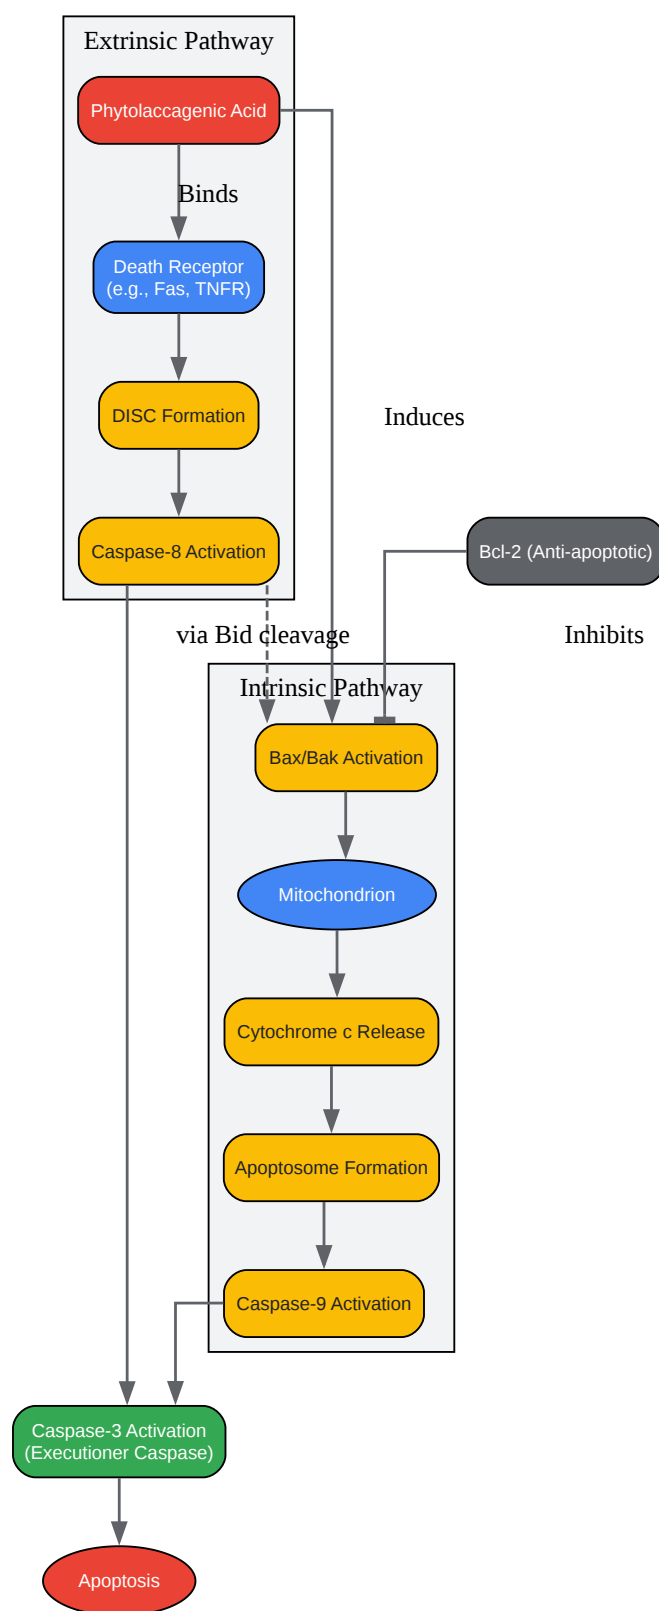 Extrinsic Pathway
Phytolaccagenic Acid
Binds
Death Receptor
(e.g., Fas, TNFR)
DISC Formation
Induces
Caspase-8 Activation
Bcl-2 (Anti-apoptotic)
via Bid cleavage
Inhibits
Intrinsic Pathway
Bax/Bak Activation
Mitochondrion
Cytochrome c Release
Apoptosome Formation
Caspase-9 Activation
Caspase-3 Activation
(Executioner Caspase)
Apoptosis